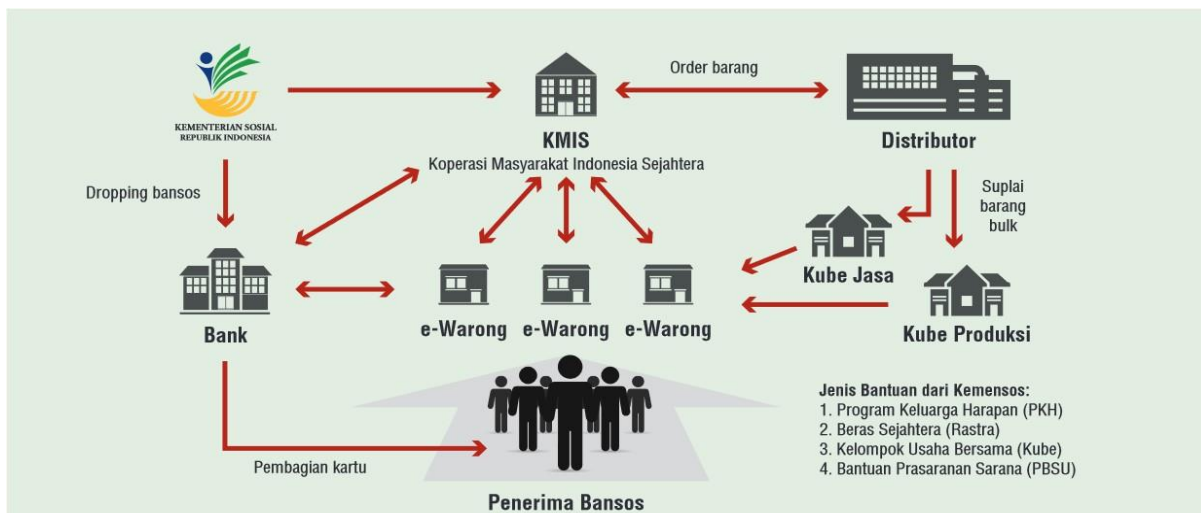 KEMENTERIAN SOSIAL
REPUBLIK INDONESIA
KMIS
Koperasi Masyarakat Indonesia Sejahtera
Order barang
Distributor
Dropping bansos
Suplai
barang
bulk
Kube Jasa
Bank
e-Warong
e-Warong
e-Warong
Kube Produksi
Pembagian kartu
Penerima Bansos
Jenis Bantuan dari Kemensos:
1. Program Keluarga Harapan (PKH)
2. Beras Sejahtera (Rastra)
3. Kelompok Usaha Bersama (Kube)
4. Bantuan Prasaranan Sarana (PBSU)